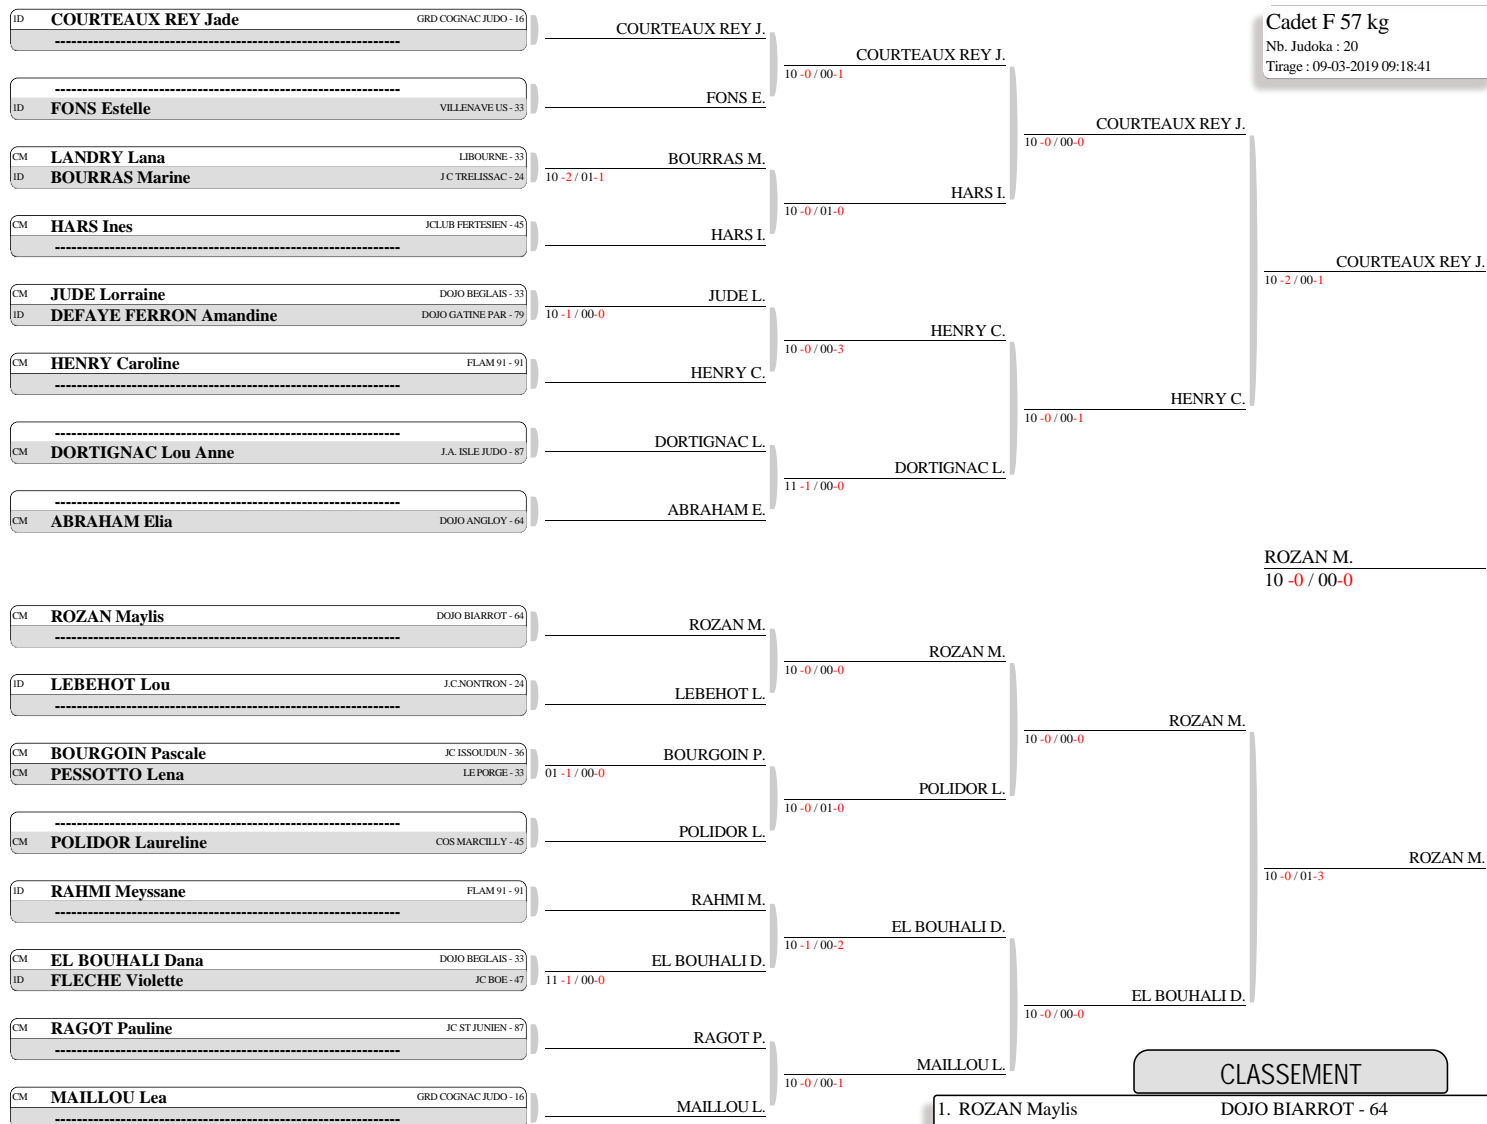 Cadet F 57 kg
Nb. Judoka : 20
Tirage : 09-03-2019 09:18:41
1D COURTEAUX REY Jade GRD COGNAC JUDO - 16
----------------------------------------------------------------
----------------------------------------------------------------
1D FONS Estelle VILLENAVE US - 33
CM LANDRY Lana LIBOURNE - 33
1D BOURRAS Marine J C TRELISSAC - 24
CM HARS Ines JCLUB FERTESIEN - 45
----------------------------------------------------------------
CM JUDE Lorraine DOJO BEGLAIS - 33
1D DEFAYE FERRON Amandine DOJO GATINE PAR - 79
CM HENRY Caroline FLAM 91 - 91
----------------------------------------------------------------
----------------------------------------------------------------
CM DORTIGNAC Lou Anne J.A. ISLE JUDO - 87
----------------------------------------------------------------
CM ABRAHAM Elia DOJO ANGLOY - 64
CM ROZAN Maylis DOJO BIARROT - 64
----------------------------------------------------------------
1D LEBEHOT Lou J.C.NONTRON - 24
----------------------------------------------------------------
CM BOURGOIN Pascale JC ISSOUDUN - 36
CM PESSOTTO Lena LE PORGE - 33
----------------------------------------------------------------
CM POLIDOR Laureline COS MARCILLY - 45
1D RAHMI Meyssane FLAM 91 - 91
----------------------------------------------------------------
CM EL BOUHALI Dana DOJO BEGLAIS - 33
1D FLECHE Violette JC BOE - 47
CM RAGOT Pauline JC ST JUNIEN - 87
----------------------------------------------------------------
CM MAILLOU Lea GRD COGNAC JUDO - 16
----------------------------------------------------------------
COURTEAUX REY J.
FONS E.
BOURRAS M.
10 -2 / 01-1
HARS I.
JUDE L.
10 -1 / 00-0
HENRY C.
DORTIGNAC L.
ABRAHAM E.
ROZAN M.
LEBEHOT L.
BOURGOIN P.
01 -1 / 00-0
POLIDOR L.
RAHMI M.
EL BOUHALI D.
11 -1 / 00-0
RAGOT P.
MAILLOU L.
COURTEAUX REY J.
10 -0 / 00-1
HARS I.
10 -0 / 01-0
HENRY C.
10 -0 / 00-3
DORTIGNAC L.
11 -1 / 00-0
ROZAN M.
10 -0 / 00-0
POLIDOR L.
10 -0 / 01-0
EL BOUHALI D.
10 -1 / 00-2
MAILLOU L.
10 -0 / 00-1
COURTEAUX REY J.
10 -0 / 00-0
HENRY C.
10 -0 / 00-1
ROZAN M.
10 -0 / 00-0
EL BOUHALI D.
10 -0 / 00-0
COURTEAUX REY J.
10 -2 / 00-1
ROZAN M.
10 -0 / 00-0
ROZAN M.
10 -0 / 01-3
CLASSEMENT
1. ROZAN Maylis DOJO BIARROT - 64